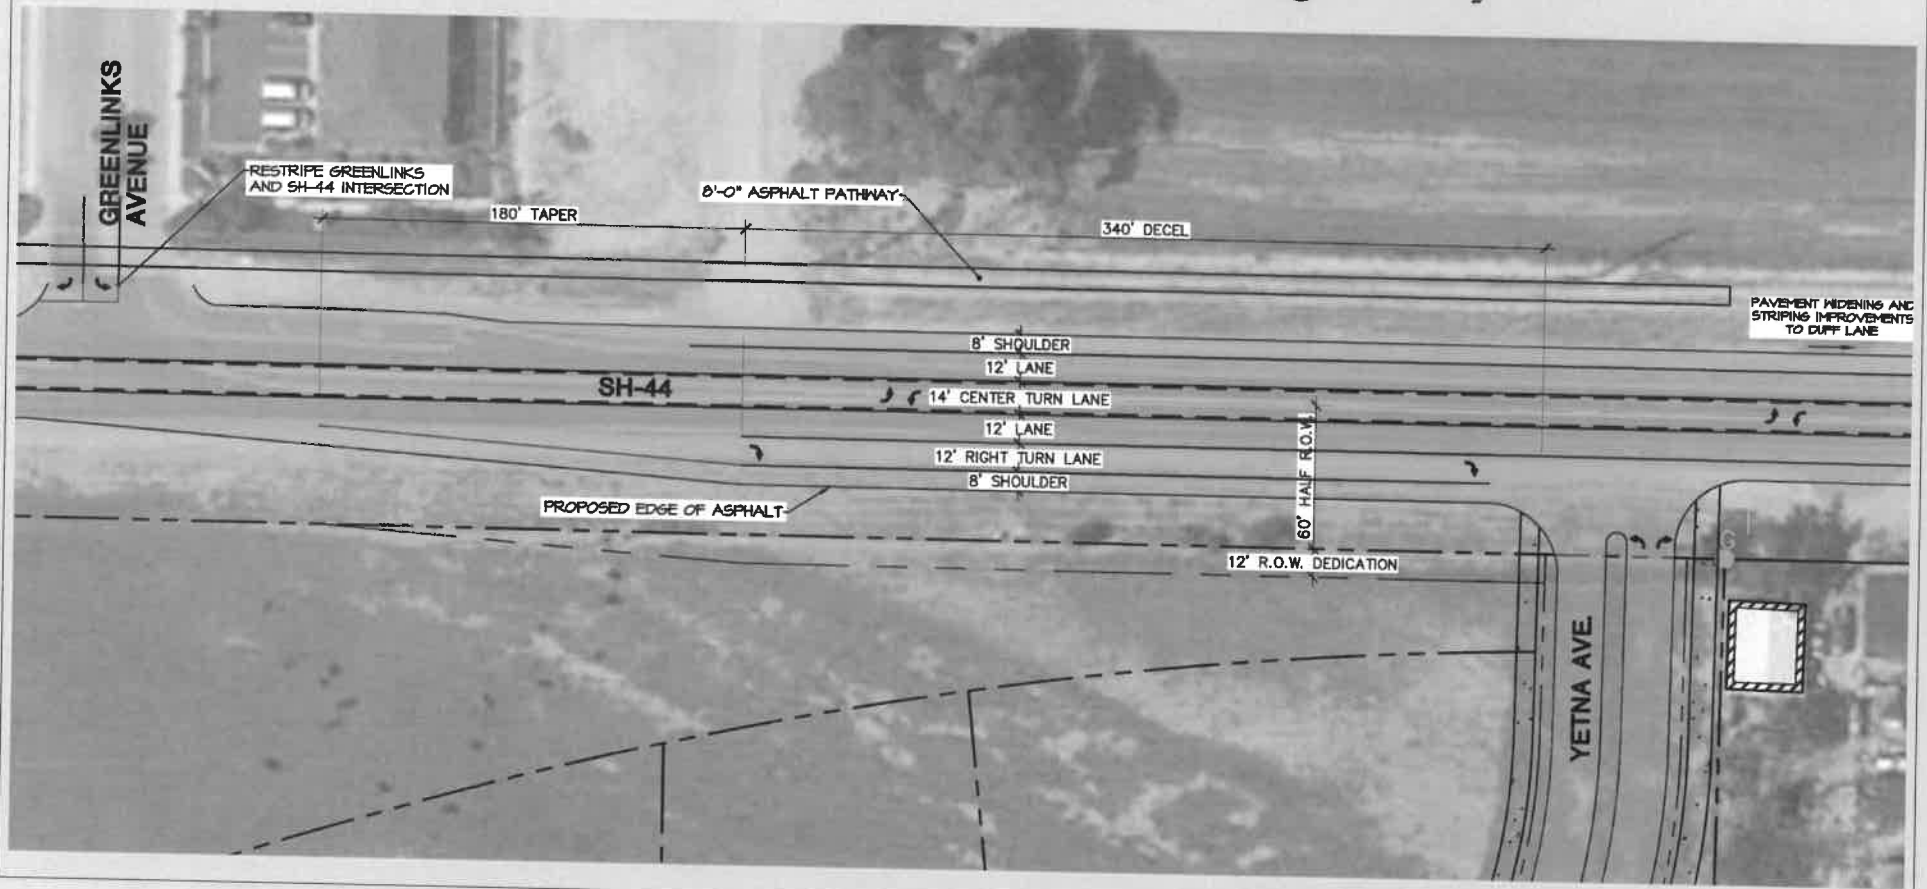 GREENLINKS
AVENUE
RESTRIPE GREENLINKS
AND SH-44 INTERSECTION
180' TAPER
8'-0" ASPHALT PATHWAY
340' DECEL
PAVEMENT WIDENING AND
STRIPING IMPROVEMENTS
TO DUFF LANE
8' SHOULDER
12' LANE
SH-44
14' CENTER TURN LANE
12' LANE
12' RIGHT TURN LANE
8' SHOULDER
PROPOSED EDGE OF ASPHALT
60' HALF R.O.W.
12' R.O.W. DEDICATION
YETNA AVE.